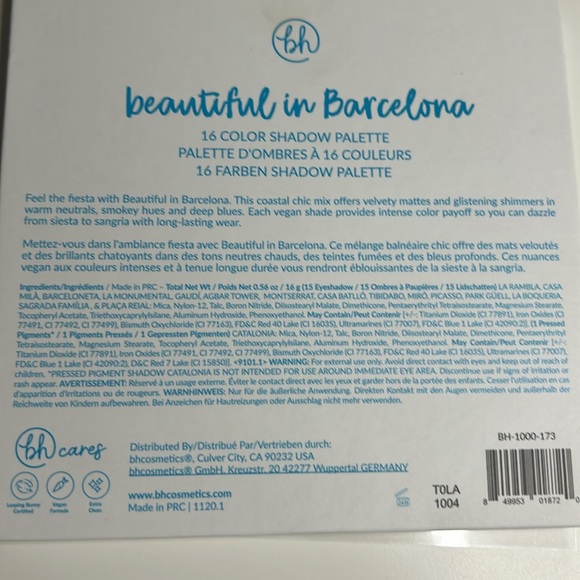 bh
beautiful in Barcelona
16 COLOR SHADOW PALETTE
PALETTE D'OMBRES À 16 COULEURS
16 FARBEN SHADOW PALETTE
Feel the fiesta with Beautiful in Barcelona. This coastal chic mix offers velvety mattes and glistening shimmers in
warm neutrals, smokey hues and deep blues. Each vegan shade provides intense color payoff so you can dazzle
from siesta to sangria with long-lasting wear.
Mettez-vous dans l'ambiance fiesta avec Beautiful in Barcelona. Ce mélange balnéaire chic offre des mats veloutés
et des brillants chatoyants dans des tons neutres chauds, des teintes fumées et des bleus profonds. Ces nuances
vegan aux couleurs intenses et à tenue longue durée vous rendront éblouissantes de la sieste à la sangria.
Ingredients/Ingrédients / Made in PRC – Total Net Wt / Poids Net 0.56 oz / 16 g (15 Eyeshadow / 15 Ombres à Paupières / 15 Lidschatten) LA RAMBLA, CASA
MILÀ, BARCELONETA, LA MONUMENTAL, GAUDÍ, AGBAR TOWER, MONTSERRAT, CASA BATLLÓ, TIBIDABO, MIRÓ, PICASSO, PARK GÜELL, LA BOQUERIA,
SAGRADA FAMÍLIA, & PLAÇA REIAL: Mica, Nylon-12, Talc, Boron Nitride, Diisostearyl Malate, Dimethicone, Pentaerythrityl Tetraisostearate, Magnesium Stearate,
Tocopheryl Acetate, Triethoxycaprylylsilane, Aluminum Hydroxide, Phenoxyethanol. May Contain/Peut Contenir [+/-: Titanium Dioxide (CI 77891), Iron Oxides (CI
77491, CI 77492, CI 77499), Bismuth Oxychloride (CI 77163), FD&C Red 40 Lake (CI 16035), Ultramarines (CI 77007), FD&C Blue 1 Lake (CI 42090:2)]. (1 Pressed
Pigments* / 1 Pigments Pressés / 1 Gepressten Pigmenten) CATALONIA: Mica, Nylon-12, Talc, Boron Nitride, Diisostearyl Malate, Dimethicone, Pentaerythrityl
Tetraisostearate, Magnesium Stearate, Tocopheryl Acetate, Triethoxycaprylylsilane, Aluminum Hydroxide, Phenoxyethanol. May Contain/Peut Contenir [+/-:
Titanium Dioxide (CI 77891), Iron Oxides (CI 77491, CI 77492, CI 77499), Bismuth Oxychloride (CI 77163), FD&C Red 40 Lake (CI 16035), Ultramarines (CI 77007),
FD&C Blue 1 Lake (CI 42090:2), D&C Red 7 Lake (CI 15850)]. <9101.1> WARNING: For external use only. Avoid direct contact with eyes and keep out of reach of
children. *PRESSED PIGMENT SHADOW CATALONIA IS NOT INTENDED FOR USE AROUND IMMEDIATE EYE AREA. Discontinue use if signs of irritation or
rash appear. AVERTISSEMENT: Réservé à un usage externe. Éviter le contact direct avec les yeux et garder hors de la portée des enfants. Cesser l'utilisation en cas
d'apparition d'irritations ou de rougeurs. WARNHINWEIS: Nur für die äußerliche Anwendung. Direkten Kontakt mit den Augen vermeiden und außerhalb der
Reichweite von Kindern aufbewahren. Bei Anzeichen für Hautreizungen oder Ausschlag nicht mehr verwenden.
bh cares
Leaping Bunny Certified
Vegan Formula
Extra Clean
Distributed By/Distribué Par/Vertrieben durch:
bhcosmetics®, Culver City, CA 90232 USA
bhcosmetics® GmbH, Kreuzstr. 20 42277 Wuppertal GERMANY
www.bhcosmetics.com
Made in PRC | 1120.1
T0LA
1004
BH-1000-173
8 49953 01872 0